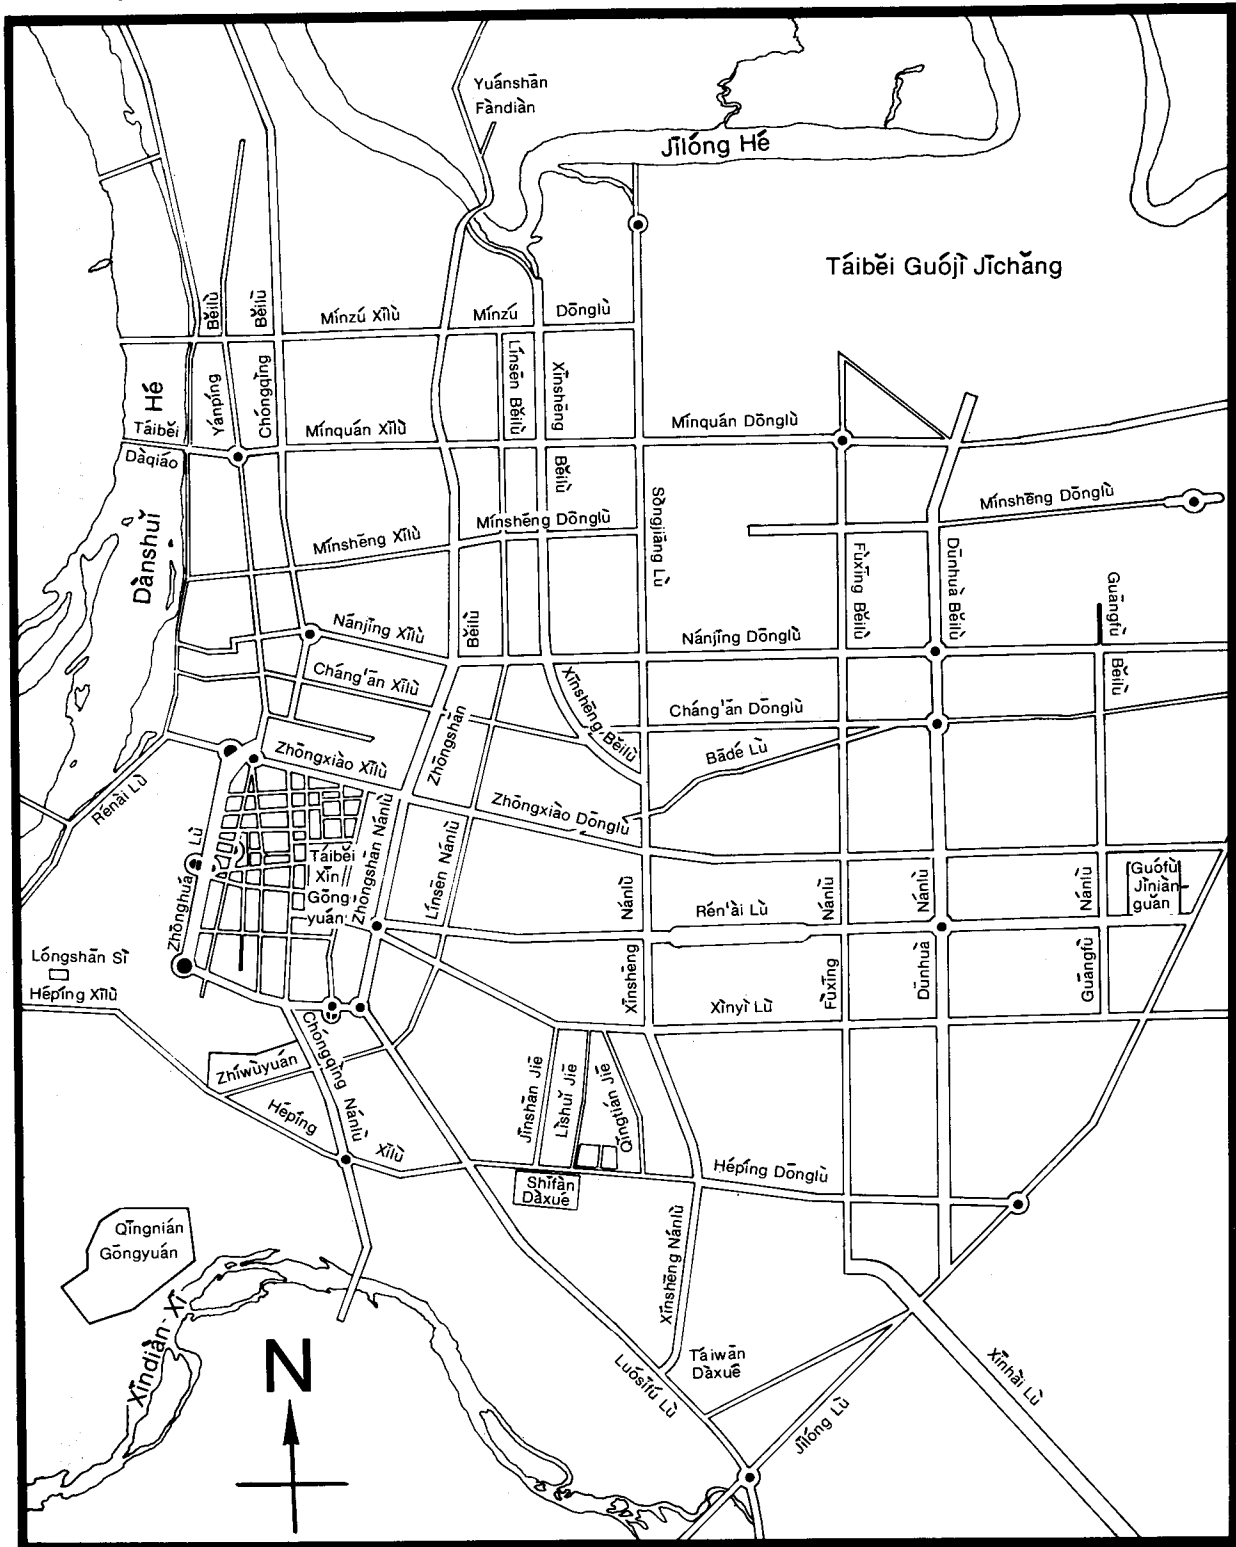 Yuánshān
Fàndiàn
Jīlóng Hé
Táiběi Guójì Jīchǎng
Běilù
Běilù
Mínzú Xīlù
Mínzú
Dōnglù
Yánpíng
Chóngqìng
Línsēn Běilù
Xīnshēng
Běilù
Hé
Dànshuǐ
Táiběi
Dàqiáo
Mínquán Xīlù
Mínquán Dōnglù
Sōngjiāng Lù
Mínshēng Xīlù
Mínshēng Dōnglù
Mínshēng Dōnglù
Fùxīng Běilù
Dūnhuà Běilù
Guāngfú
Běilù
Běilù
Nánjīng Xīlù
Nánjīng Dōnglù
Cháng'ān Xīlù
Xīnshēng Běilù
Cháng'ān Dōnglù
Bādé Lù
Zhōngshān
Zhōngxiào Xīlù
Zhōngxiào Dōnglù
Rénài Lù
Lù
Zhōnghuá
Táiběi
Xīn
Gōng
yuán
Zhōngshan Nánlù
Línsēn Nánlù
Nánlù
Rén'ài Lù
Nánlù
Nánlù
Nánlù
Guófù
Jìniàn-
guǎn
Lóngshān Sì
Hépíng Xīlù
Xīnshēng
Xìnyì Lù
Fùxīng
Dūnhuà
Guāngfú
Zhíwùyuán
Chóngqìng
Nánlù
Jīnshān Jiē
Lìshuǐ Jiē
Qīngtián Jiē
Hépíng
Xīlù
Shīfàn
Dàxué
Hépíng Dōnglù
Qīngnián
Gōngyuán
Xīndiàn-Xī
Xīnshēng Nánlù
N
Táiwān
Dàxué
Luósīfú Lù
Jīlóng Lù
Xīnhài Lù